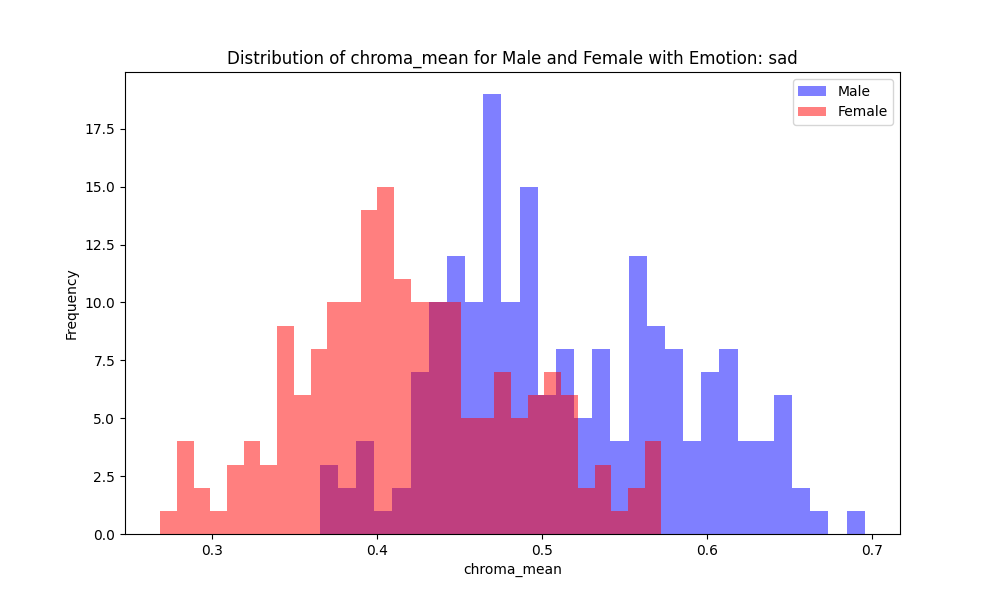 Distribution of chroma_mean for Male and Female with Emotion: sad
Male
Female
17.5
15.0
12.5
10.0
7.5
5.0
2.5
0.0
Frequency
0.3 0.4 0.5 0.6 0.7
chroma_mean